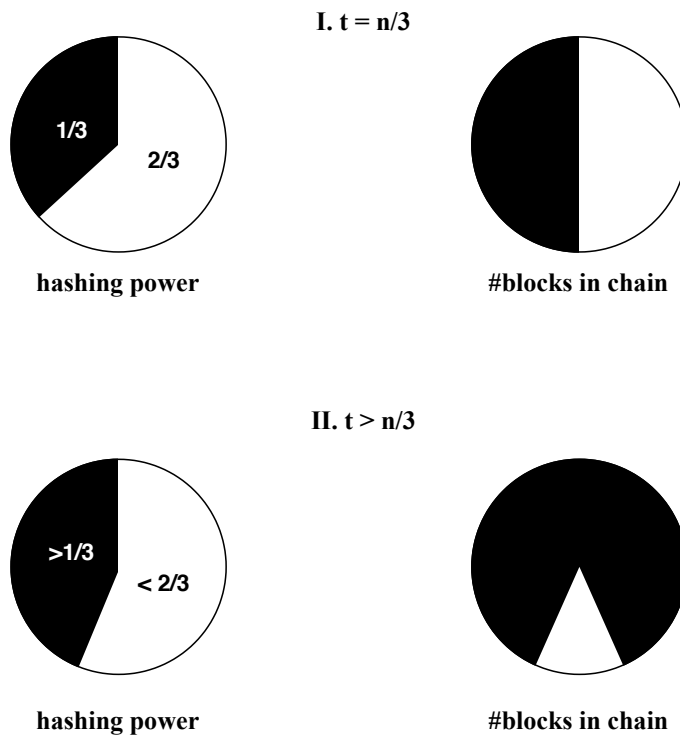 I. t = n/3
1/3
2/3
hashing power
#blocks in chain
II. t > n/3
>1/3
< 2/3
hashing power
#blocks in chain